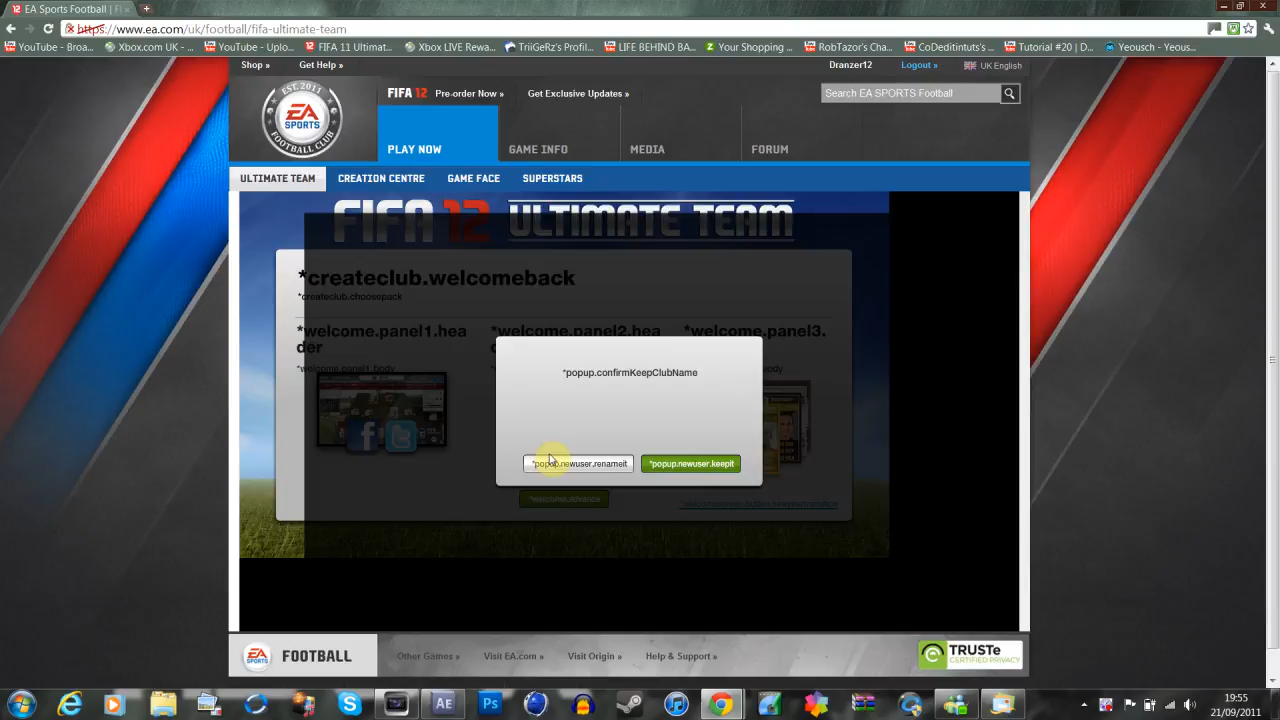 EA Sports Football | FI
https://www.ea.com/uk/football/fifa-ultimate-team
YouTube - Broa... Xbox.com UK - ... YouTube - Uplo... FIFA 11 Ultimat... Xbox LIVE Rewa... TriiGerZ's Profil... LIFE BEHIND BA... Your Shopping ... RobTazor's Cha... CoDeditintuts's ... Tutorial #20 | D... Yeousch - Yeous...
Shop » Get Help » Dranzer12 Logout » UK English
EST. 2011
EA SPORTS
FOOTBALL CLUB
FIFA 12 Pre-order Now » Get Exclusive Updates » Search EA SPORTS Football
PLAY NOW GAME INFO MEDIA FORUM
ULTIMATE TEAM CREATION CENTRE GAME FACE SUPERSTARS
FIFA 12 ULTIMATE TEAM
*createclub.welcomeback
*createclub.choosepack
*welcome.panel1.hea
der
*welcome.panel2.hea
*welcome.panel3.
*welcome.panel1.body
*popup.confirmKeepClubName
*popup.newuser.renameit *popup.newuser.keepit
*welcome.advance
EA SPORTS FOOTBALL Other Games » Visit EA.com » Visit Origin » Help & Support » TRUSTe
CERTIFIED PRIVACY
AE Ps 19:55
21/09/2011